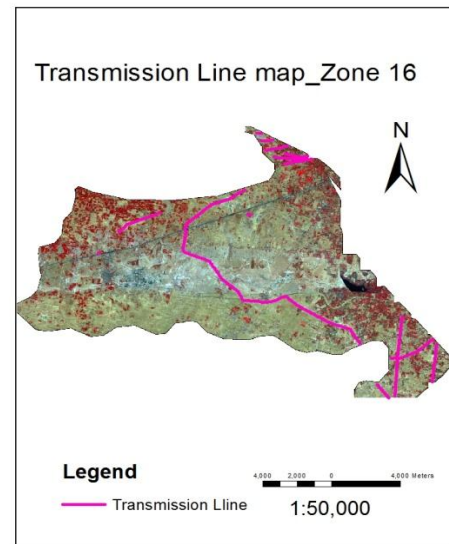 Transmission Line map_Zone 16
N
Legend
Transmission Lline
4,000 2,000 0 4,000 Meters
1:50,000